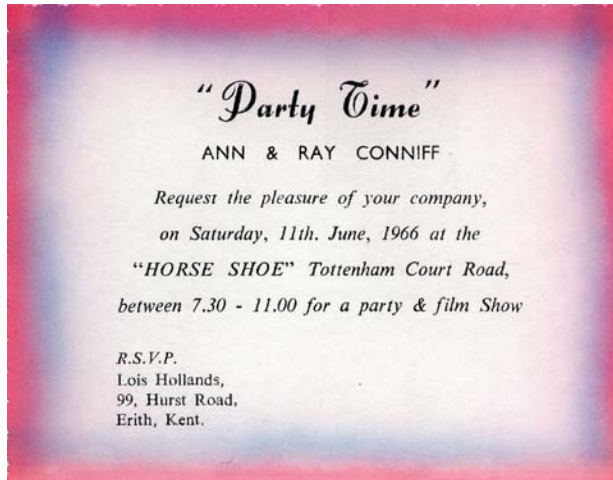 "Party Time"
ANN & RAY CONNIFF
Request the pleasure of your company,
on Saturday, 11th. June, 1966 at the
"HORSE SHOE" Tottenham Court Road,
between 7.30 - 11.00 for a party & film Show
R.S.V.P.
Lois Hollands,
99, Hurst Road,
Erith, Kent.